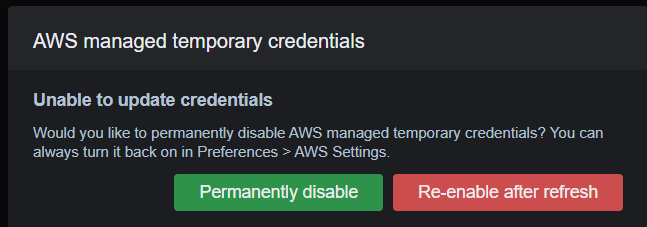 AWS managed temporary credentials
Unable to update credentials
Would you like to permanently disable AWS managed temporary credentials? You can
always turn it back on in Preferences > AWS Settings.
Permanently disable
Re-enable after refresh